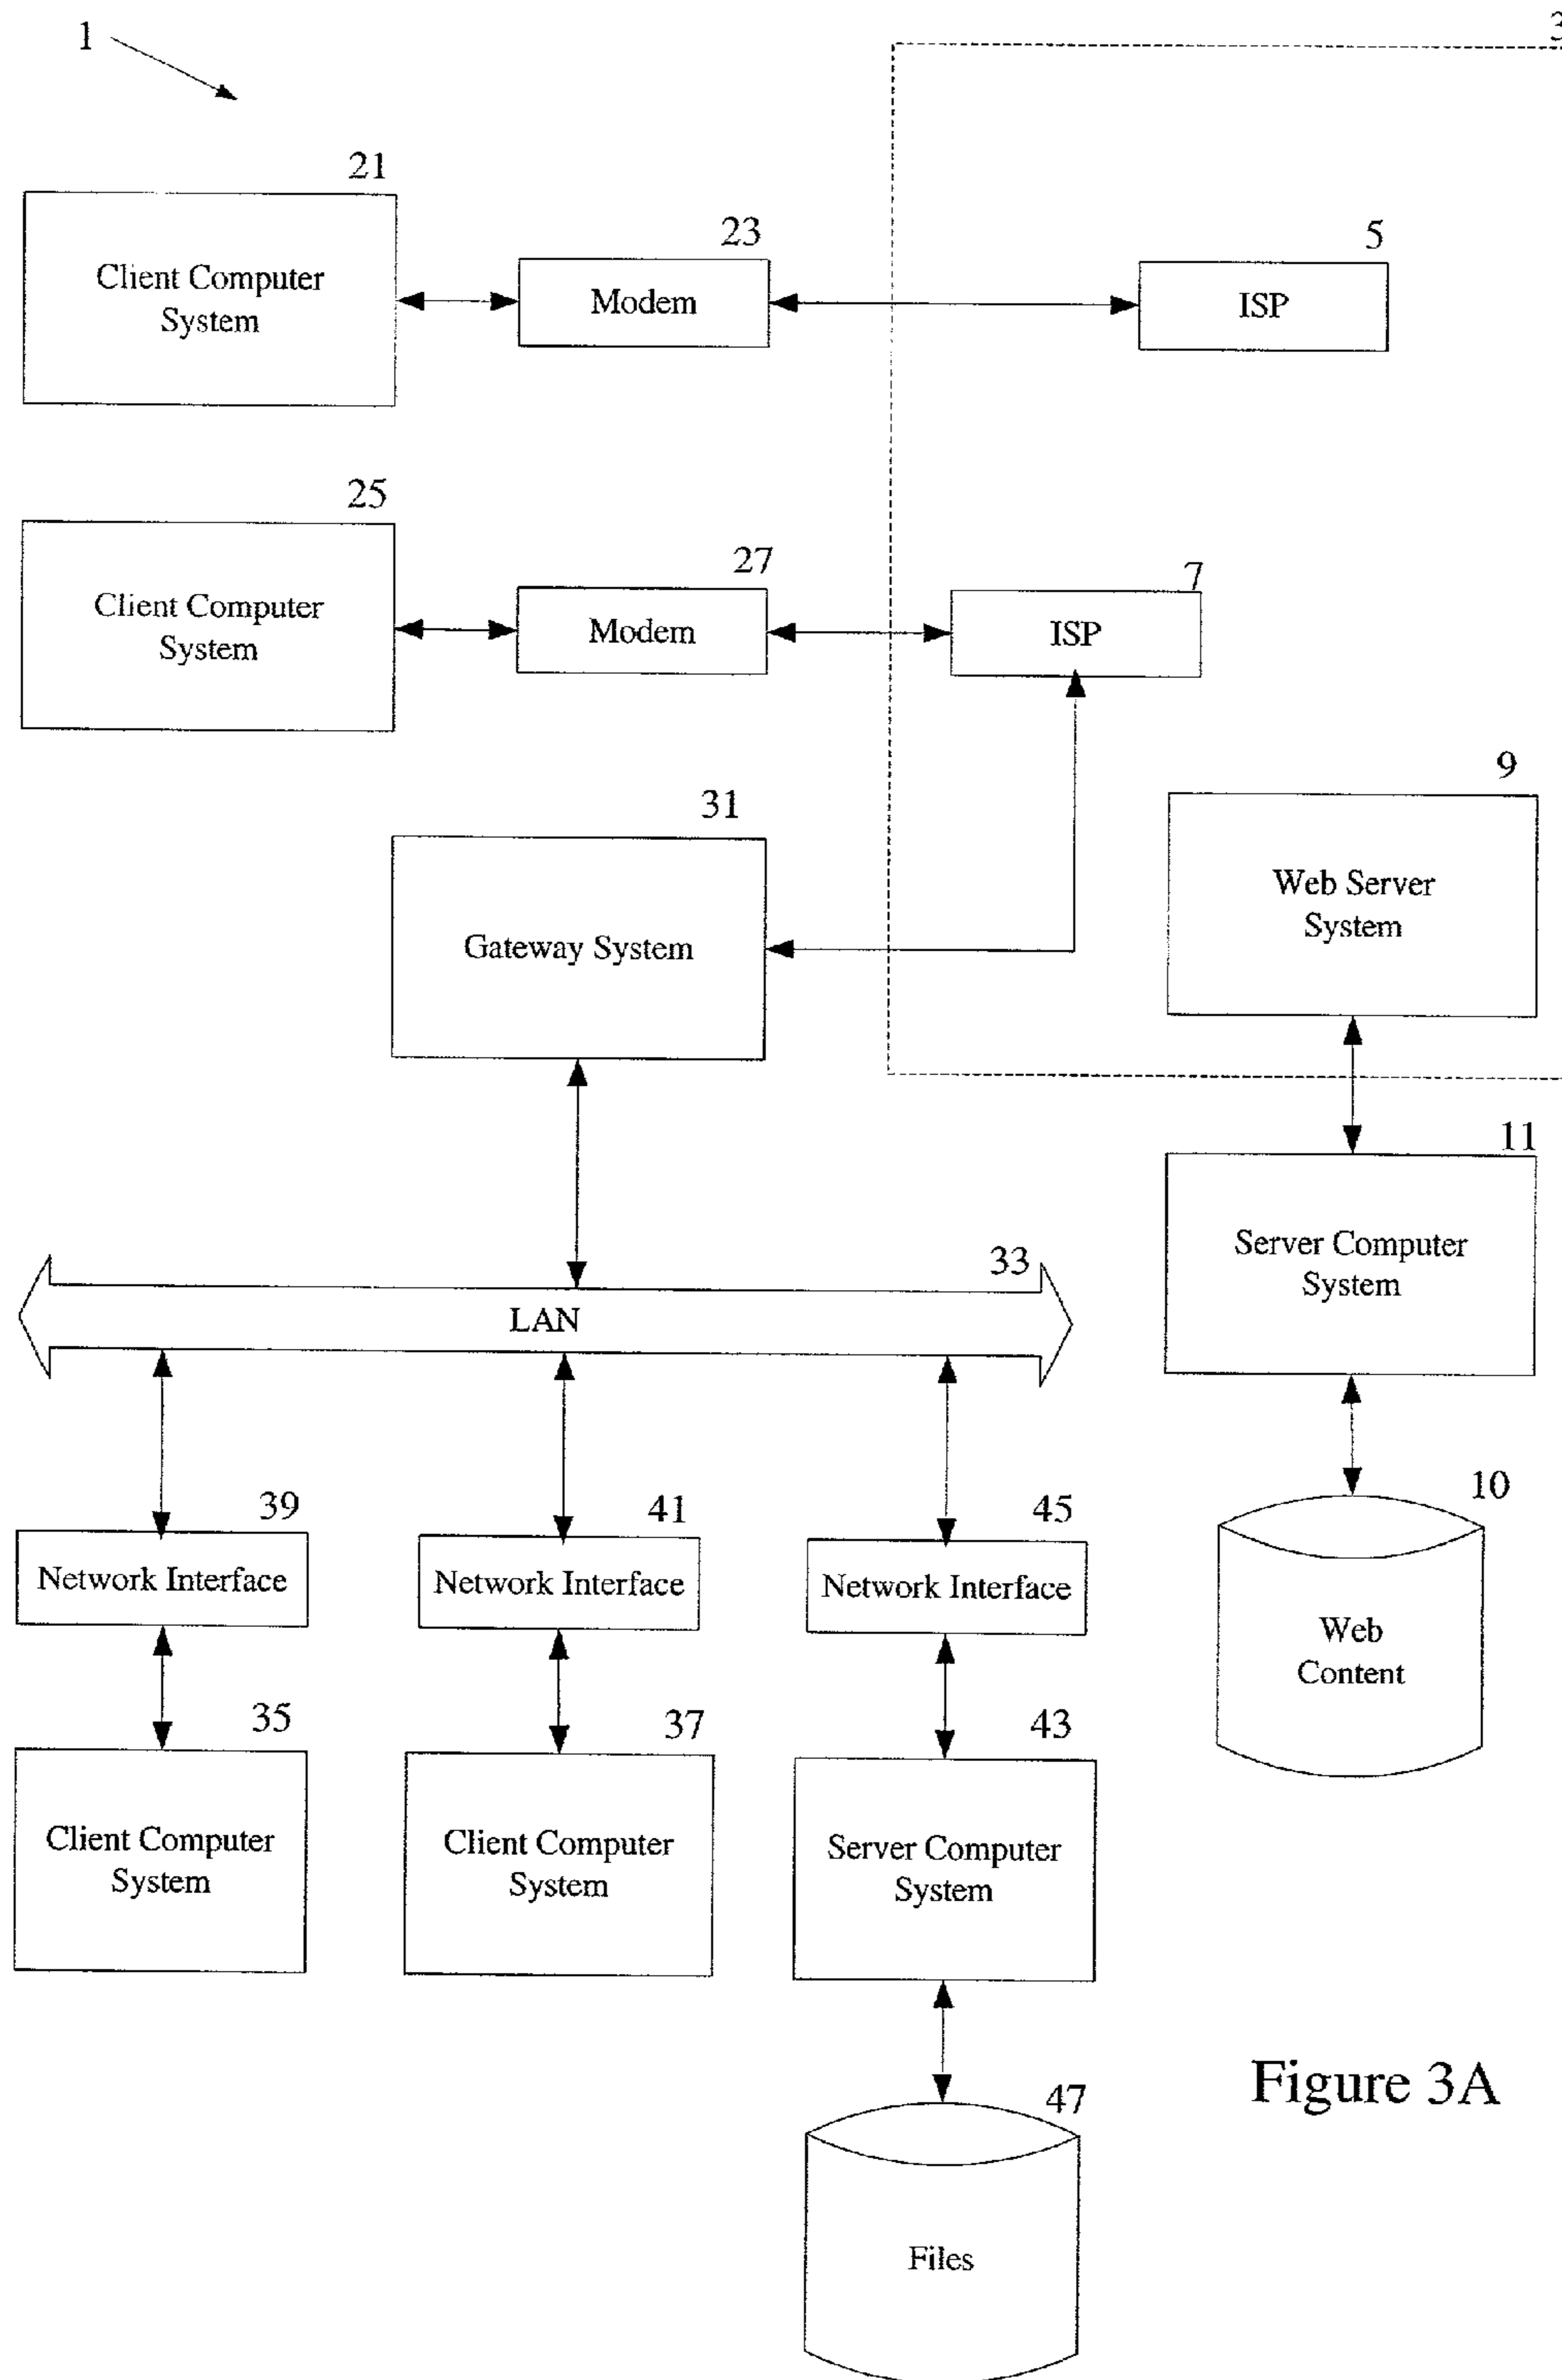 1
3
21
Client Computer
System
23
Modem
5
ISP
25
Client Computer
System
27
Modem
7
ISP
31
Gateway System
9
Web Server
System
11
Server Computer
System
33
LAN
10
Web
Content
39
Network Interface
41
Network Interface
45
Network Interface
35
Client Computer
System
37
Client Computer
System
43
Server Computer
System
47
Files
Figure 3A